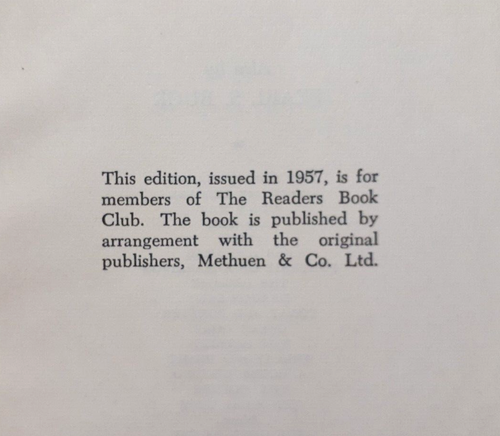 This edition, issued in 1957, is for
members of The Readers Book
Club. The book is published by
arrangement with the original
publishers, Methuen & Co. Ltd.